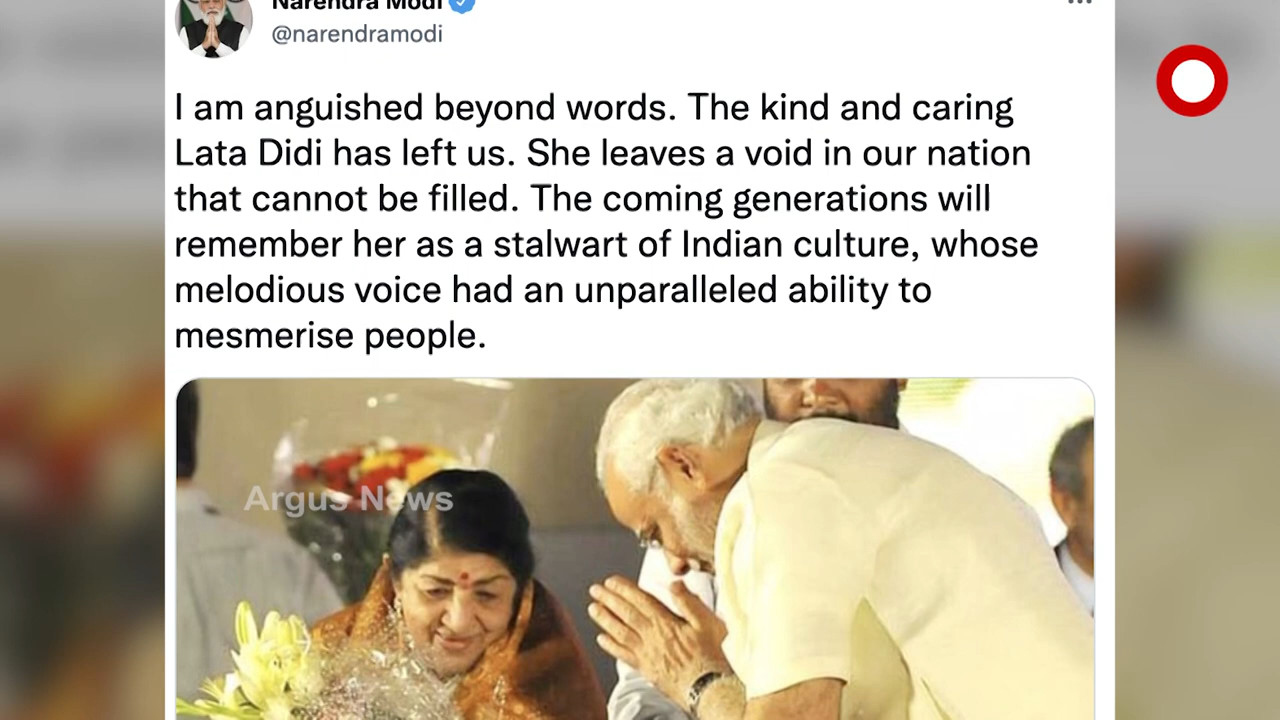 Narendra Modi
@narendramodi
I am anguished beyond words. The kind and caring
Lata Didi has left us. She leaves a void in our nation
that cannot be filled. The coming generations will
remember her as a stalwart of Indian culture, whose
melodious voice had an unparalleled ability to
mesmerise people.
Argus News